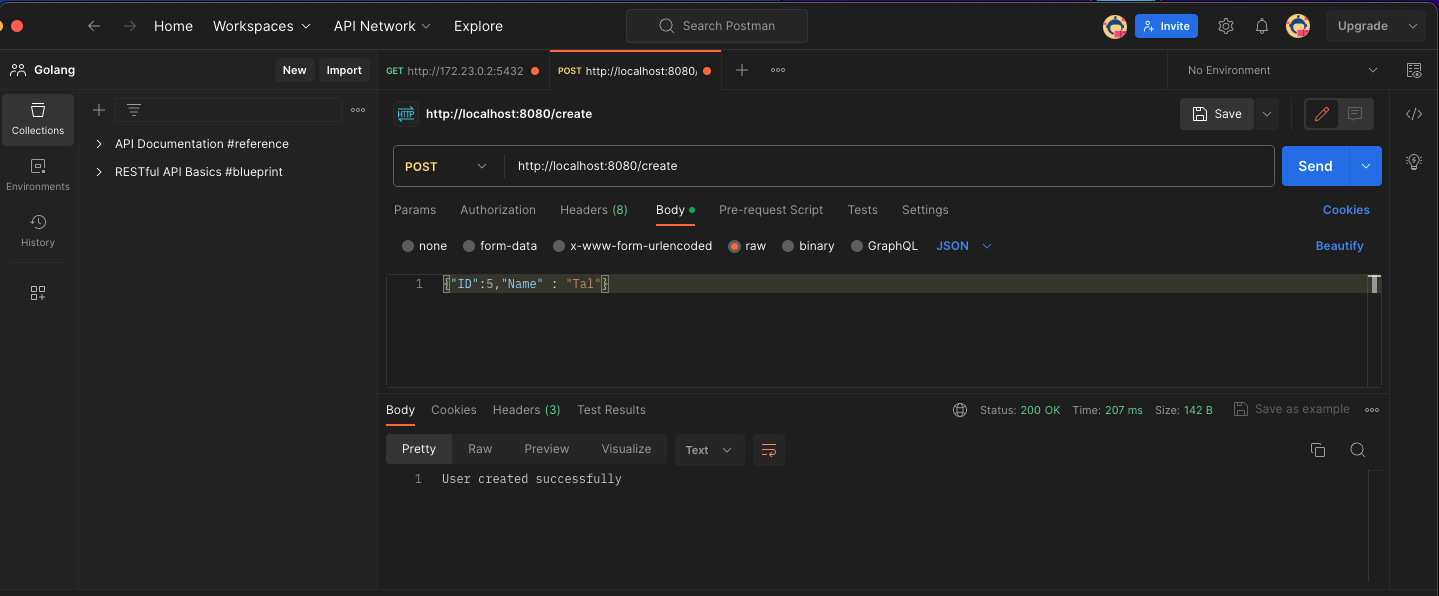 Home Workspaces API Network Explore Search Postman Invite Upgrade
Golang New Import GET http://172.23.0.2:5432 POST http://localhost:8080/ No Environment
Collections
Environments
History
API Documentation #reference
RESTful API Basics #blueprint
HTTP http://localhost:8080/create Save
POST http://localhost:8080/create Send
Params Authorization Headers (8) Body Pre-request Script Tests Settings Cookies
none form-data x-www-form-urlencoded raw binary GraphQL JSON Beautify
1 {"ID":5,"Name" : "Tal"}
Body Cookies Headers (3) Test Results Status: 200 OK Time: 207 ms Size: 142 B Save as example
Pretty Raw Preview Visualize Text
1 User created successfully